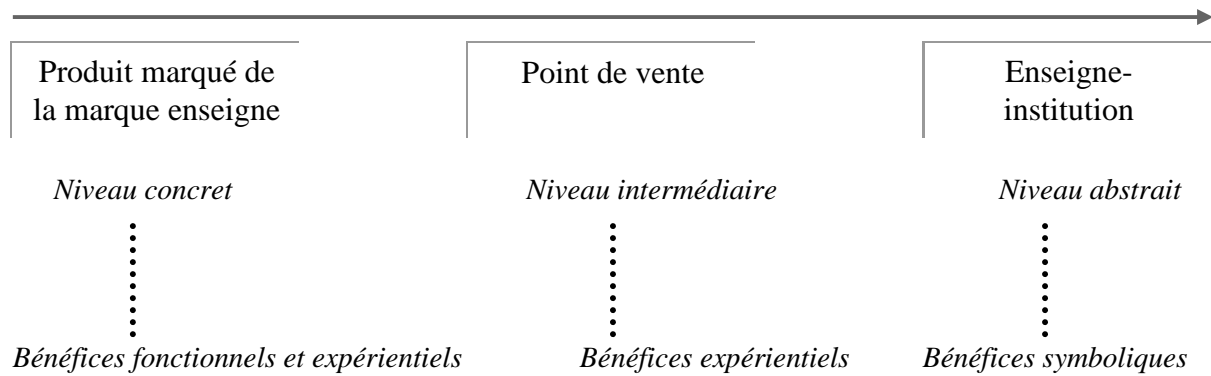 Produit marqué de
la marque enseigne
Point de vente
Enseigne-
institution
Niveau concret
Niveau intermédiaire
Niveau abstrait
Bénéfices fonctionnels et expérientiels
Bénéfices expérientiels
Bénéfices symboliques